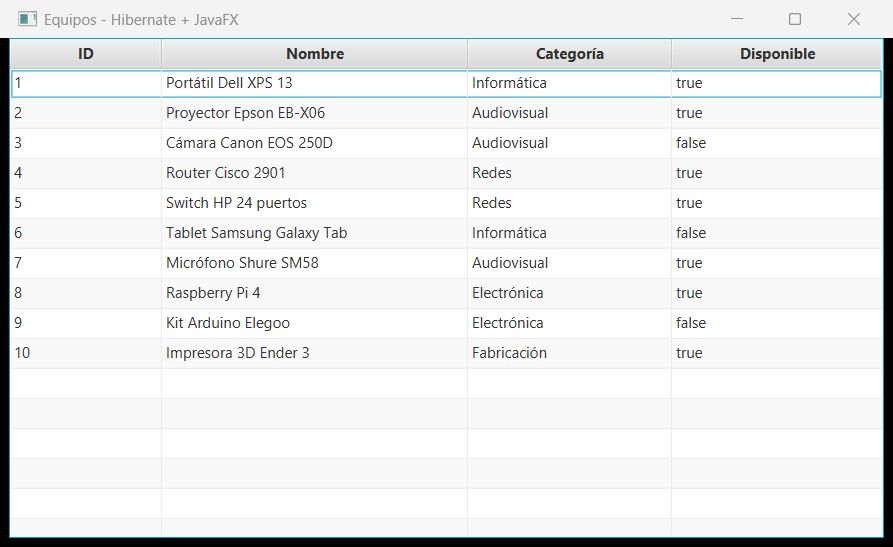 Equipos - Hibernate + JavaFX
ID Nombre Categoría Disponible
1 Portátil Dell XPS 13 Informática true
2 Proyector Epson EB-X06 Audiovisual true
3 Cámara Canon EOS 250D Audiovisual false
4 Router Cisco 2901 Redes true
5 Switch HP 24 puertos Redes true
6 Tablet Samsung Galaxy Tab Informática false
7 Micrófono Shure SM58 Audiovisual true
8 Raspberry Pi 4 Electrónica true
9 Kit Arduino Elegoo Electrónica false
10 Impresora 3D Ender 3 Fabricación true